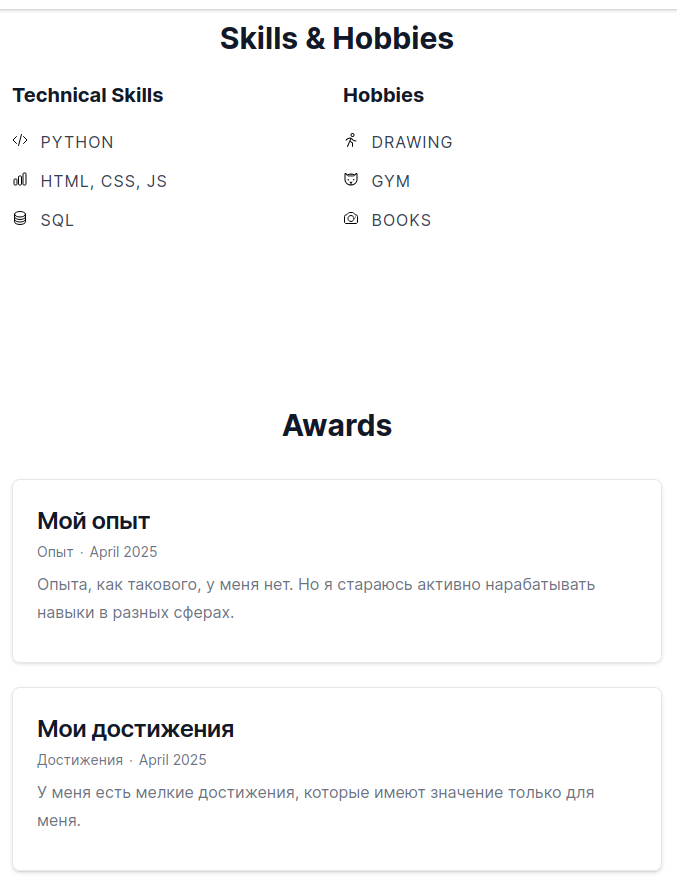 Skills & Hobbies
Technical Skills
PYTHON
HTML, CSS, JS
SQL
Hobbies
DRAWING
GYM
BOOKS
Awards
Мой опыт
Опыт · April 2025
Опыта, как такового, у меня нет. Но я стараюсь активно нарабатывать
навыки в разных сферах.
Мои достижения
Достижения · April 2025
У меня есть мелкие достижения, которые имеют значение только для
меня.